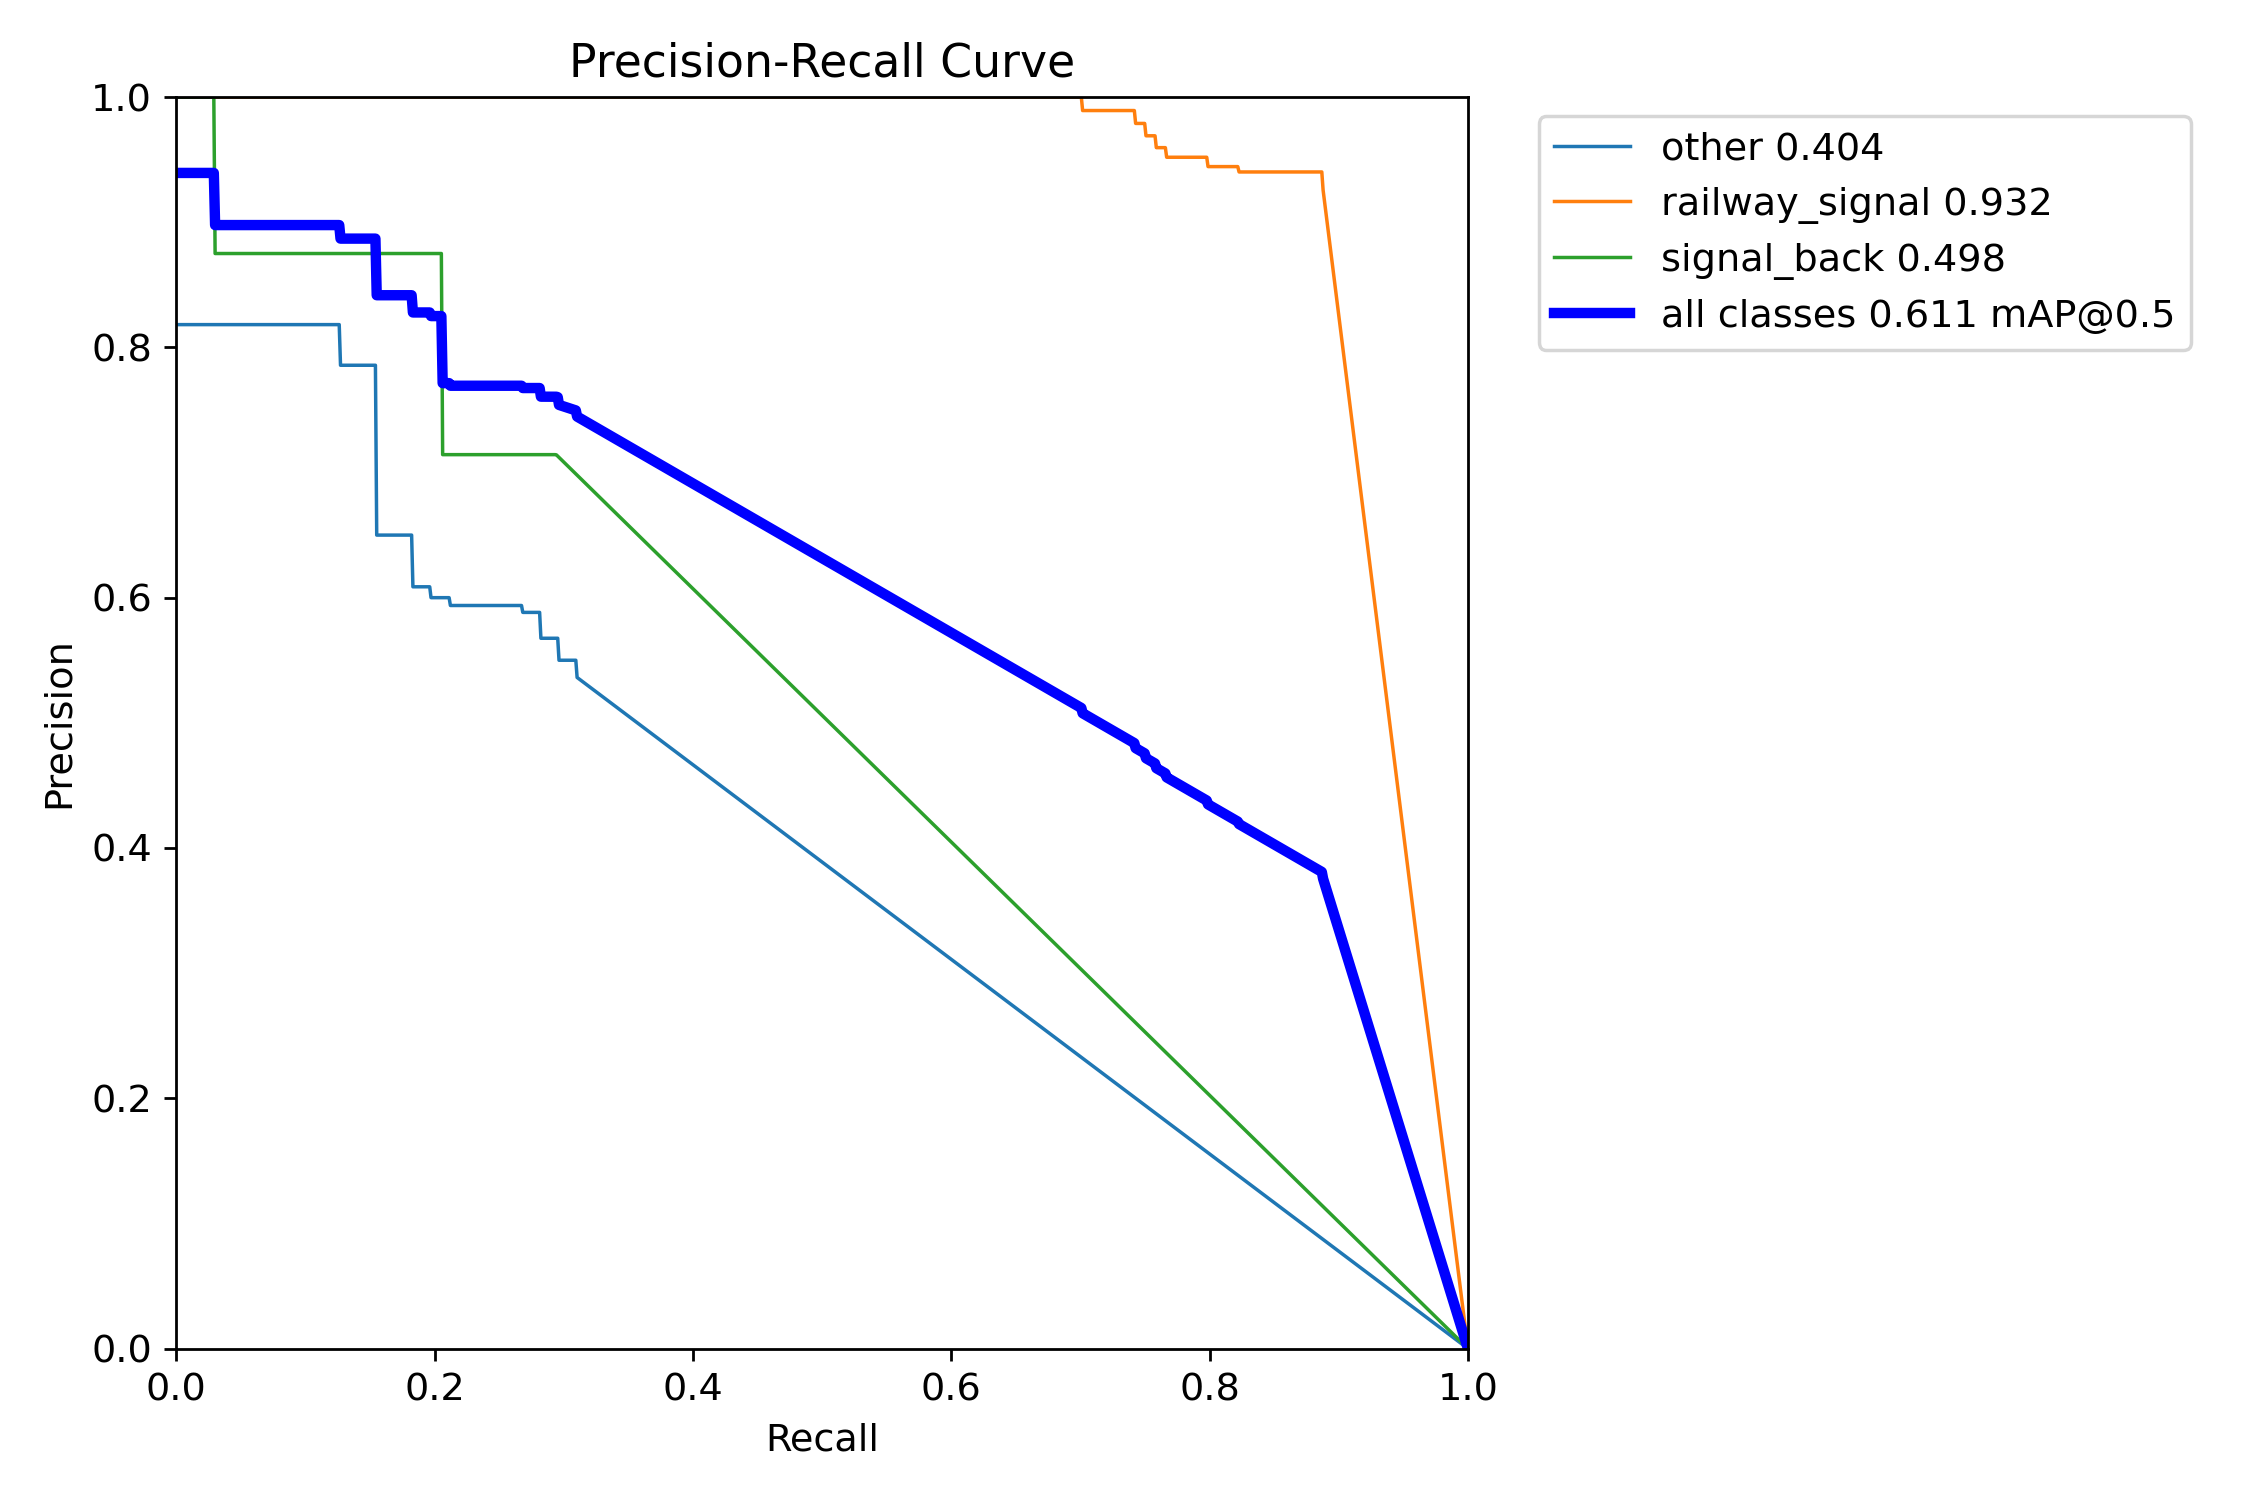 Precision-Recall Curve
1.0
0.8
0.6
0.4
0.2
0.0
Precision
0.0 0.2 0.4 0.6 0.8 1.0
Recall
other 0.404
railway_signal 0.932
signal_back 0.498
all classes 0.611 mAP@0.5